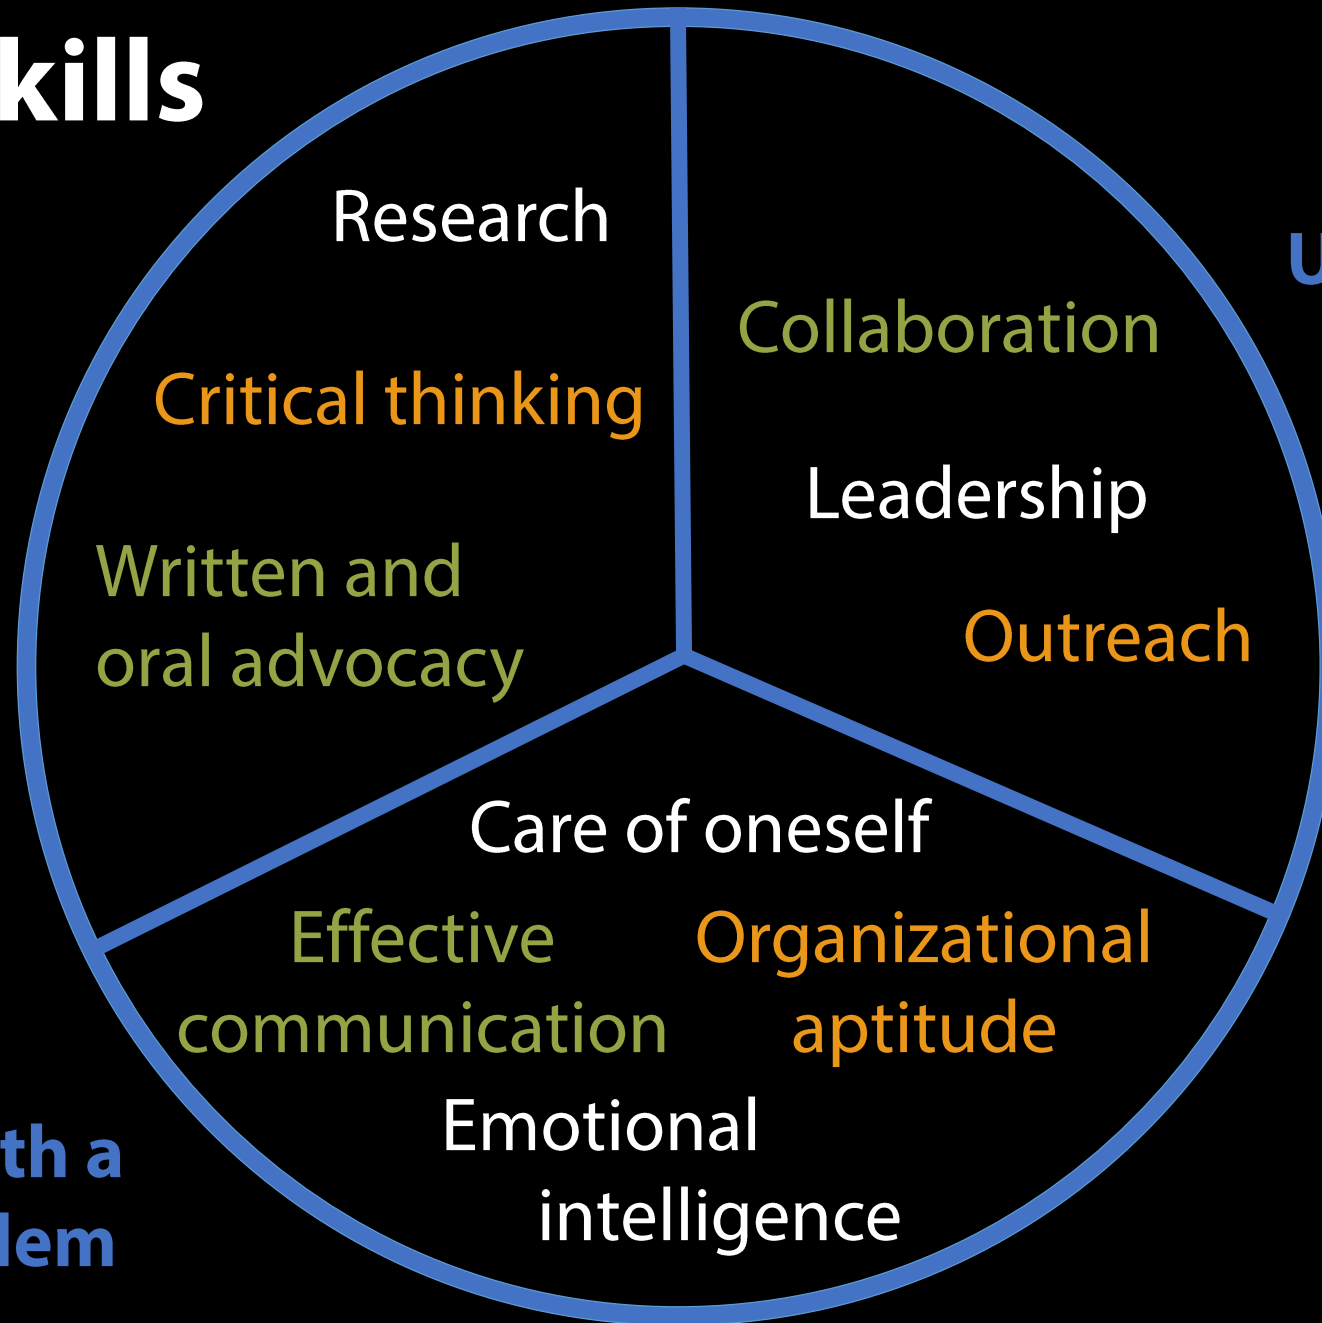 kills
Research
Critical thinking
Written and
oral advocacy
Collaboration
Leadership
Outreach
Care of oneself
Effective
communication
Organizational
aptitude
Emotional
intelligence
th a
lem